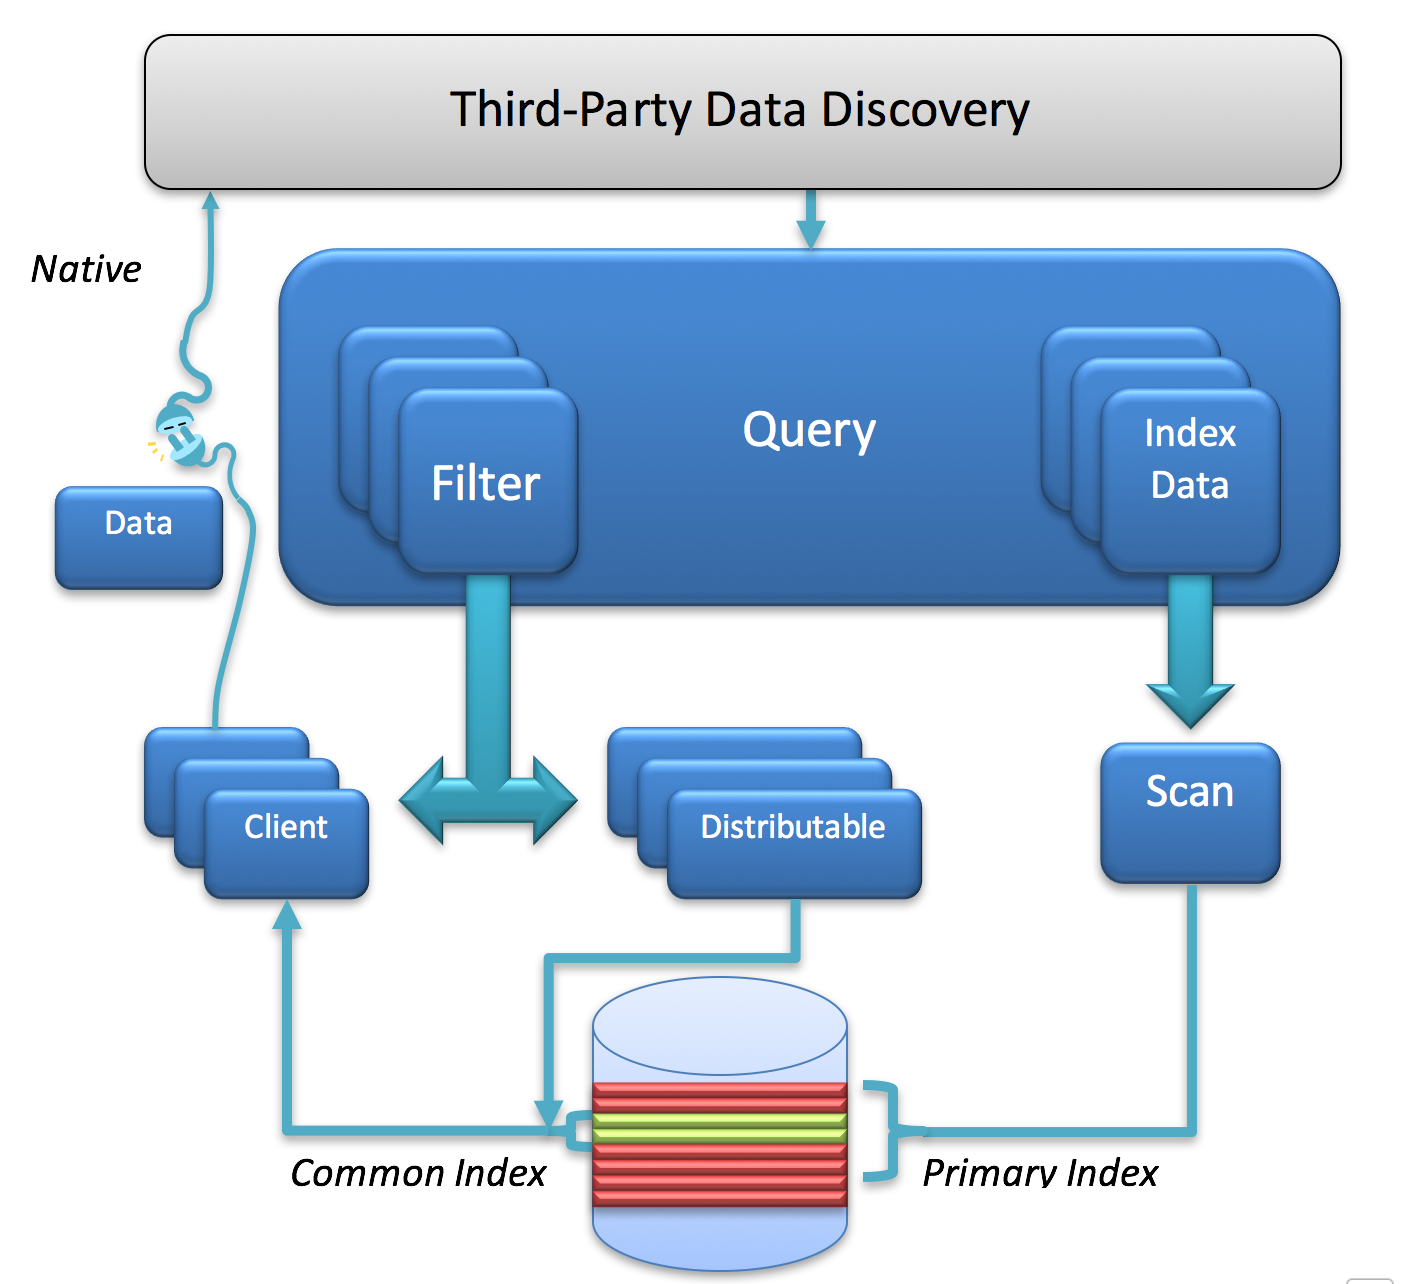 Third-Party Data Discovery
Native
Query
Filter
Index
Data
Data
Client
Distributable
Scan
Common Index
Primary Index